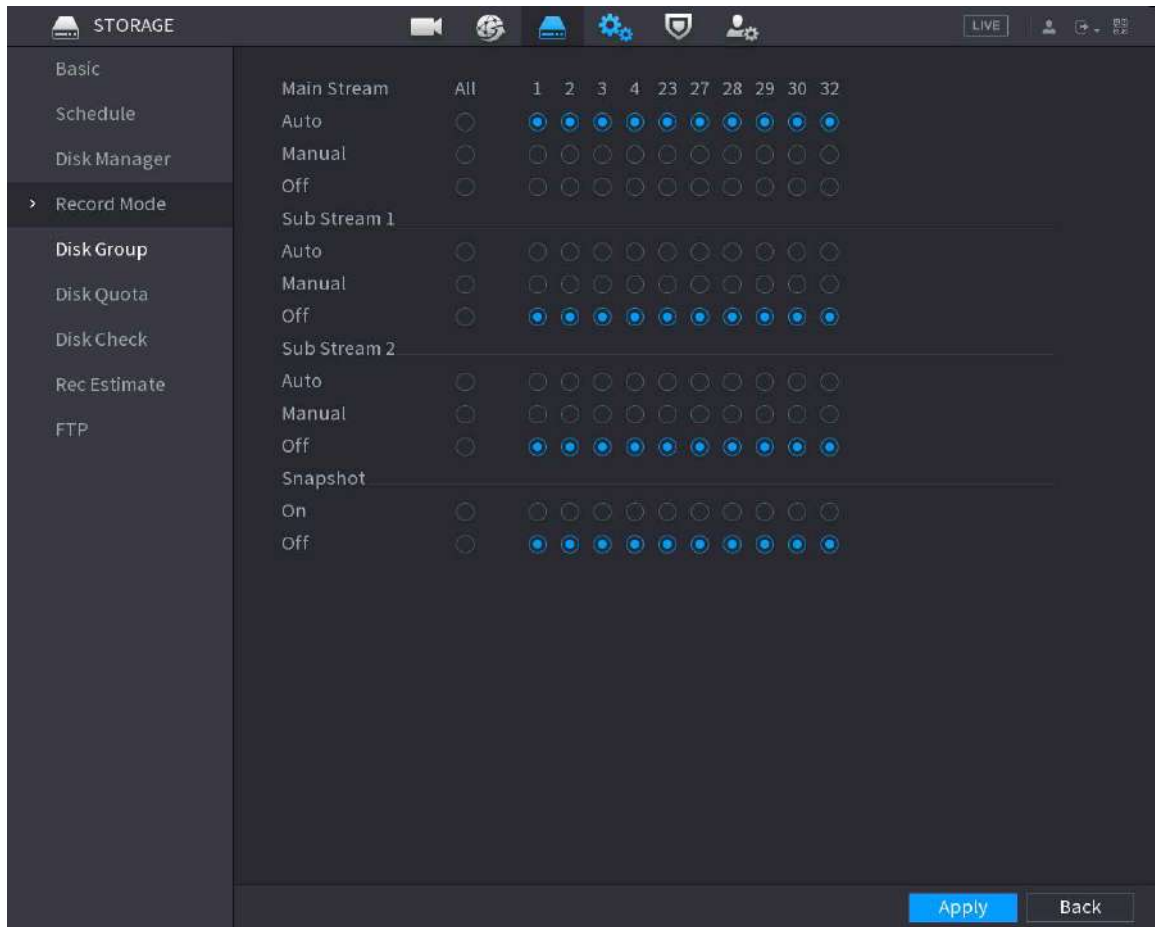 STORAGE
LIVE
Basic
Schedule
Disk Manager
Record Mode
Disk Group
Disk Quota
Disk Check
Rec Estimate
FTP
Main Stream All 1 2 3 4 23 27 28 29 30 32
Auto
Manual
Off
Sub Stream 1
Auto
Manual
Off
Sub Stream 2
Auto
Manual
Off
Snapshot
On
Off
Apply Back